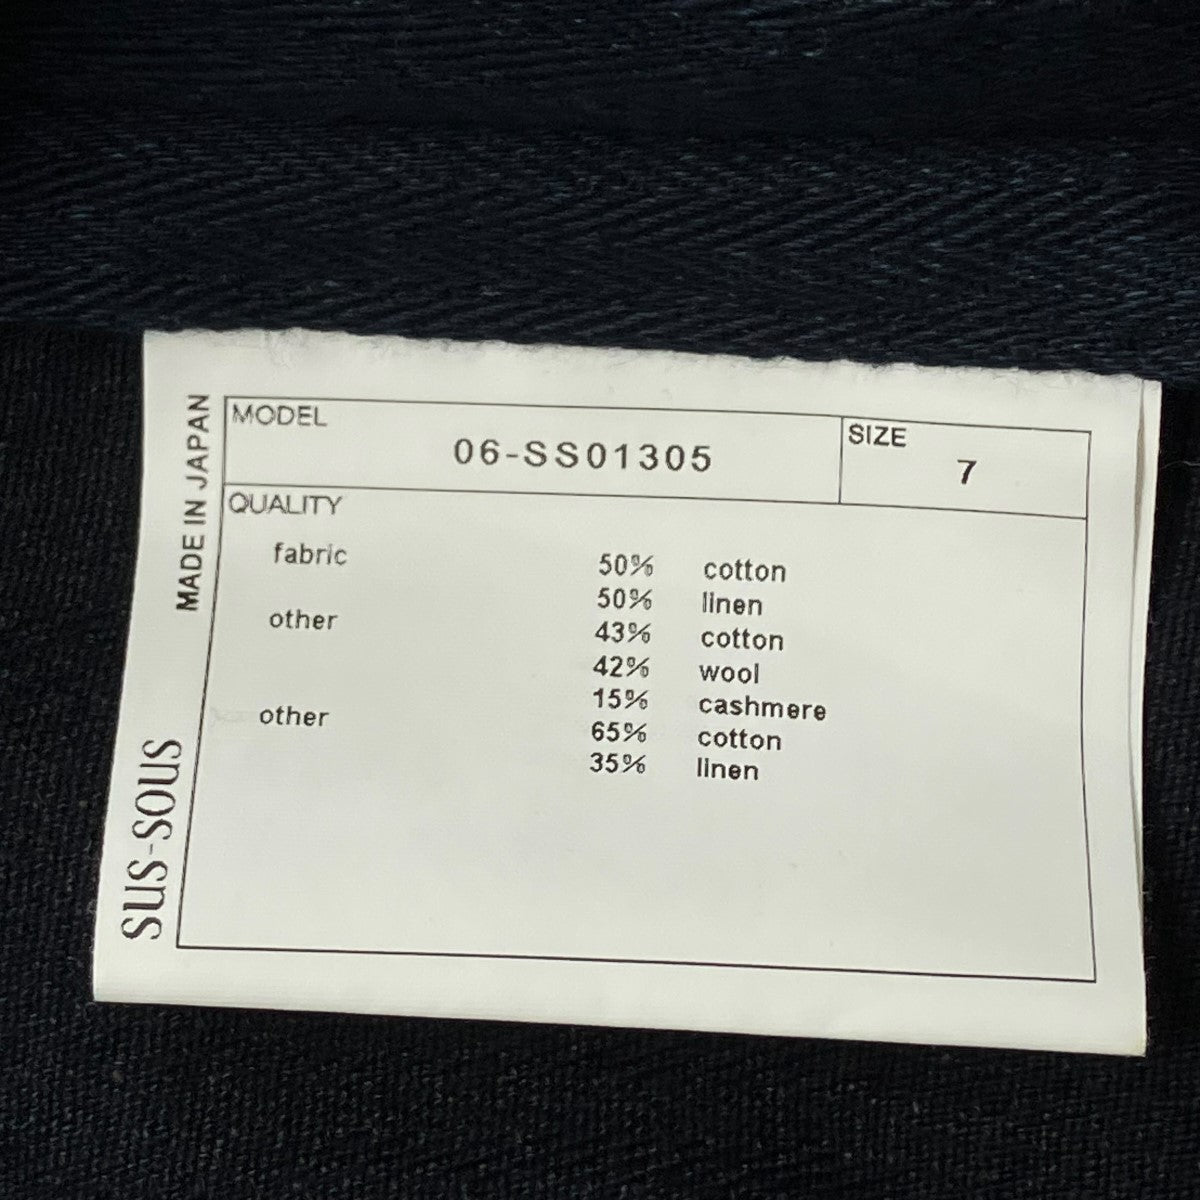 MODEL
06-SS01305
SIZE
7
QUALITY
fabric 50% cotton
50% linen
other 43% cotton
42% wool
15% cashmere
other 65% cotton
35% linen
MADE IN JAPAN
SUS-SOUS